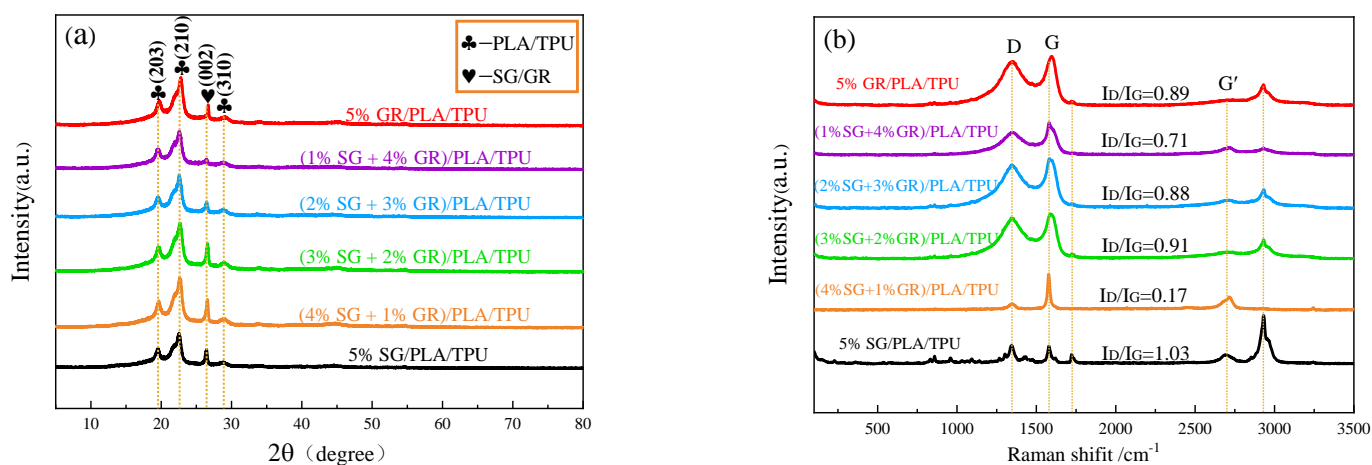 (a)
♣(203)
♣(210)
♥(002)
♣(310)
♣–PLA/TPU
♥–SG/GR
5% GR/PLA/TPU
(1% SG + 4% GR)/PLA/TPU
(2% SG + 3% GR)/PLA/TPU
(3% SG + 2% GR)/PLA/TPU
(4% SG + 1% GR)/PLA/TPU
5% SG/PLA/TPU
Intensity(a.u.)
10 20 30 40 50 60 70 80
2θ（degree）
(b)
D
G
G′
5% GR/PLA/TPU
ID/IG=0.89
(1%SG+4%GR)/PLA/TPU
ID/IG=0.71
(2%SG+3%GR)/PLA/TPU
ID/IG=0.88
(3%SG+2%GR)/PLA/TPU
ID/IG=0.91
(4%SG+1%GR)/PLA/TPU
ID/IG=0.17
5% SG/PLA/TPU
ID/IG=1.03
Intensity(a.u.)
500 1000 1500 2000 2500 3000 3500
Raman shifit /cm-1